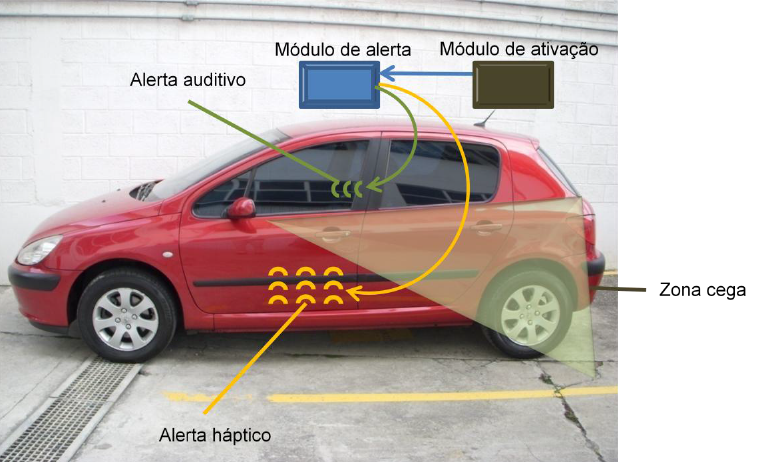 Módulo de alerta
Módulo de ativação
Alerta auditivo
Zona cega
Alerta háptico